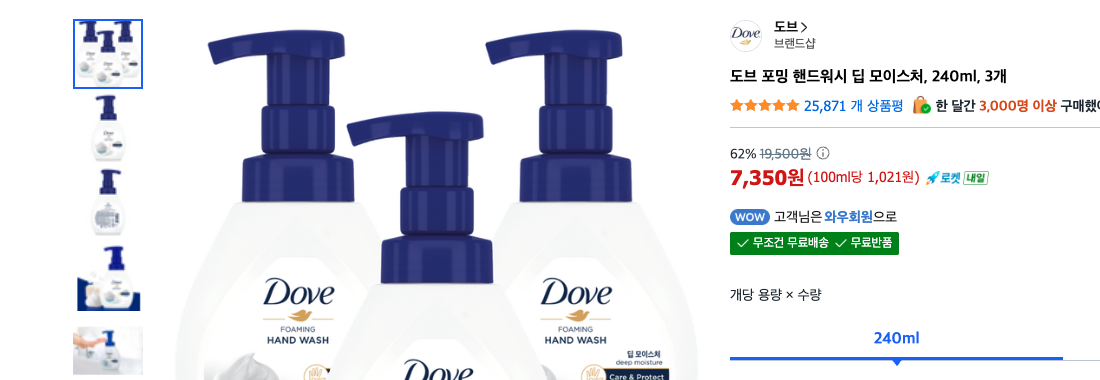 Dove
도브
브랜드샵
도브 포밍 핸드워시 딥 모이스처, 240ml, 3개
25,871 개 상품평 한 달간 3,000명 이상 구매했
62% 19,500원
7,350원 (100ml당 1,021원) 로켓 내일
WOW 고객님은 와우회원으로
무조건 무료배송 무료반품
개당 용량 × 수량
240ml
Dove
FOAMING
HAND WASH
Dove
FOAMING
HAND WASH
딥 모이스처
deep moisture
Care & Protect
Dove